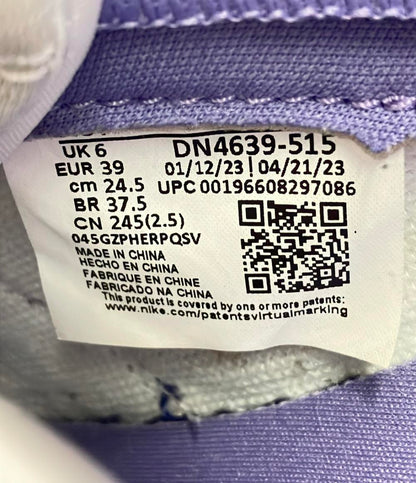 UK 6 DN4639-515
EUR 39 01/12/23 | 04/21/23
cm 24.5 UPC 00196608297086
BR 37.5
CN 245(2.5)
045GZPHERPQSV
MADE IN CHINA
HECHO EN CHINA
FABRIQUE EN CHINE
FABRICADO NA CHINA
This product is covered by one or more patents:
www.nike.com/patentsvirtualmarking